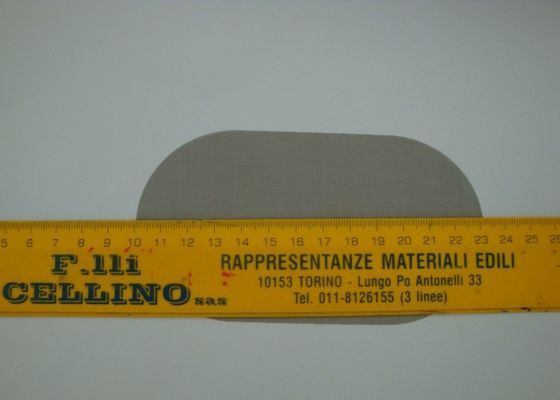 5 6 7 8 9 10 11 12 13 14 15 16 17 18 19 20 21 22 23 24 25 26
F.lli
CELLINO sas
RAPPRESENTANZE MATERIALI EDILI
10153 TORINO - Lungo Po Antonelli 33
Tel. 011-8126155 (3 linee)